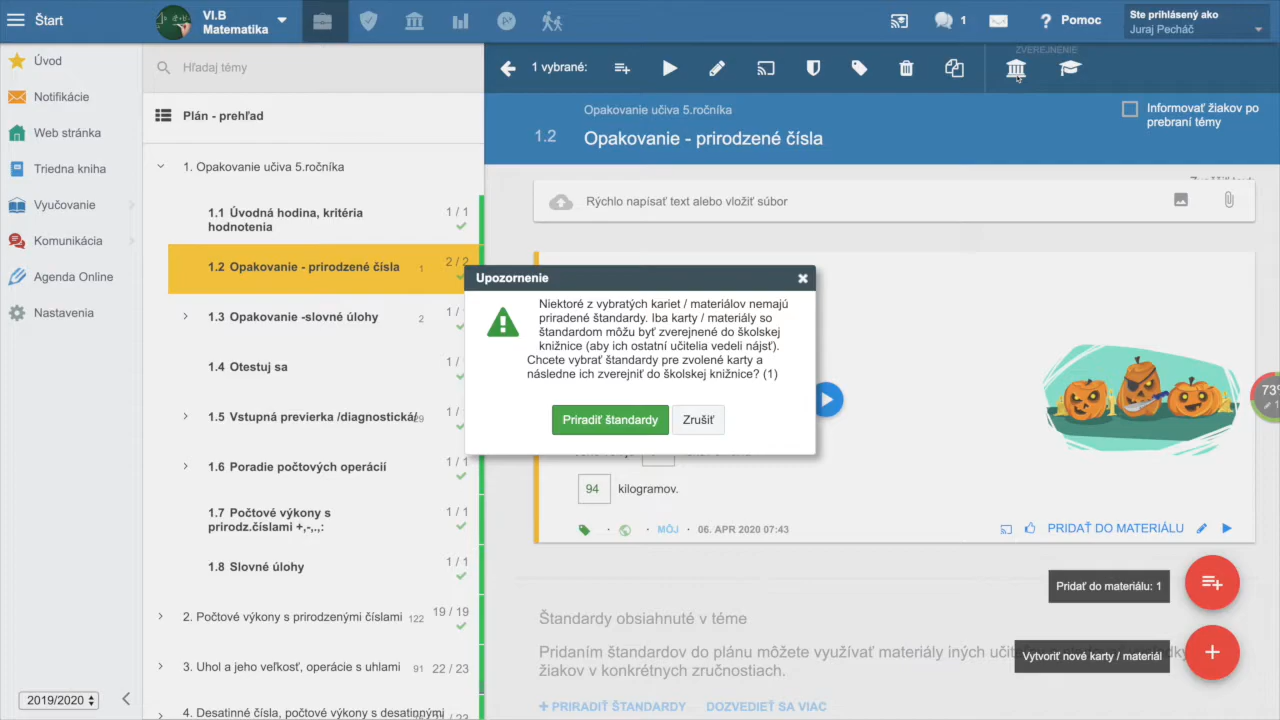 Štart
VI.B
Matematika
1
Pomoc
Ste prihlásený ako
Juraj Pecháč
Úvod
Notifikácie
Web stránka
Triedna kniha
Vyučovanie
Komunikácia
Agenda Online
Nastavenia
2019/2020
Hľadaj témy
Plán - prehľad
1. Opakovanie učiva 5.ročníka
1.1 Úvodná hodina, kritéria
hodnotenia
1 / 1
1.2 Opakovanie - prirodzené čísla
1
2 / 2
1.3 Opakovanie -slovné úlohy
2
1 /
1.4 Otestuj sa
1 /
1.5 Vstupná previerka /diagnostická/
1 /
1.6 Poradie počtových operácií
1 / 1
1.7 Počtové výkony s
prirodz.číslami +,-,.,:
1 / 1
1.8 Slovné úlohy
1 / 1
2. Počtové výkony s prirodzenými číslami
122
19 / 19
3. Uhol a jeho veľkosť, operácie s uhlami
91
22 / 23
4. Desatinné čísla, počtové výkony s desatinnými
1 vybrané:
ZVEREJNENIE
Opakovanie učiva 5.ročníka
1.2
Opakovanie - prirodzené čísla
Informovať žiakov po
prebraní témy
Rýchlo napísať text alebo vložiť súbor
Upozornenie
Niektoré z vybratých kariet / materiálov nemajú
priradené štandardy. Iba karty / materiály so
štandardom môžu byť zverejnené do školskej
knižnice (aby ich ostatní učitelia vedeli nájsť).
Chcete vybrať štandardy pre zvolené karty a
následne ich zverejniť do školskej knižnice? (1)
Priradiť štandardy
Zrušiť
73%
94
kilogramov.
· · MÔJ · 06. APR 2020 07:43
PRIDAŤ DO MATERIÁLU
Pridať do materiálu: 1
Štandardy obsiahnuté v téme
Pridaním štandardov do plánu môžete využívať materiály iných
žiakov v konkrétnych zručnostiach.
Vytvoriť nové karty / materiál
+ PRIRADIŤ ŠTANDARDY
DOZVEDIEŤ SA VIAC